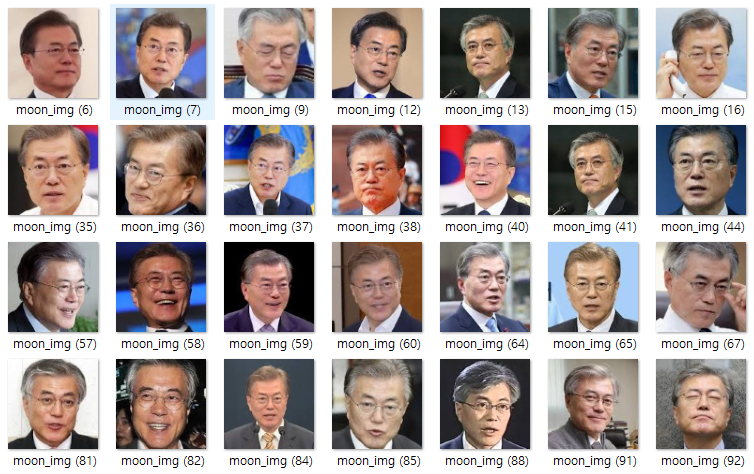 moon_img (6) moon_img (7) moon_img (9) moon_img (12) moon_img (13) moon_img (15) moon_img (16)
moon_img (35) moon_img (36) moon_img (37) moon_img (38) moon_img (40) moon_img (41) moon_img (44)
moon_img (57) moon_img (58) moon_img (59) moon_img (60) moon_img (64) moon_img (65) moon_img (67)
moon_img (81) moon_img (82) moon_img (84) moon_img (85) moon_img (88) moon_img (91) moon_img (92)